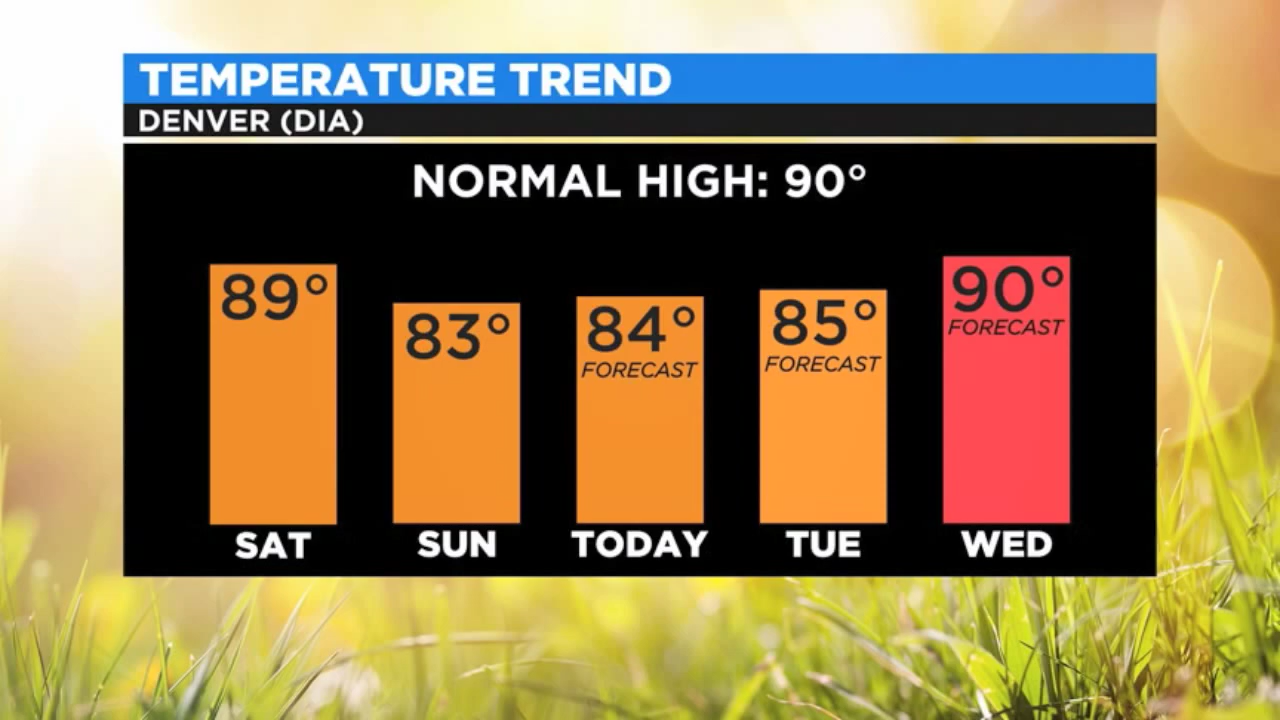 TEMPERATURE TREND
DENVER (DIA)
NORMAL HIGH: 90°
89°
83°
84°
FORECAST
85°
FORECAST
90°
FORECAST
SAT
SUN
TODAY
TUE
WED